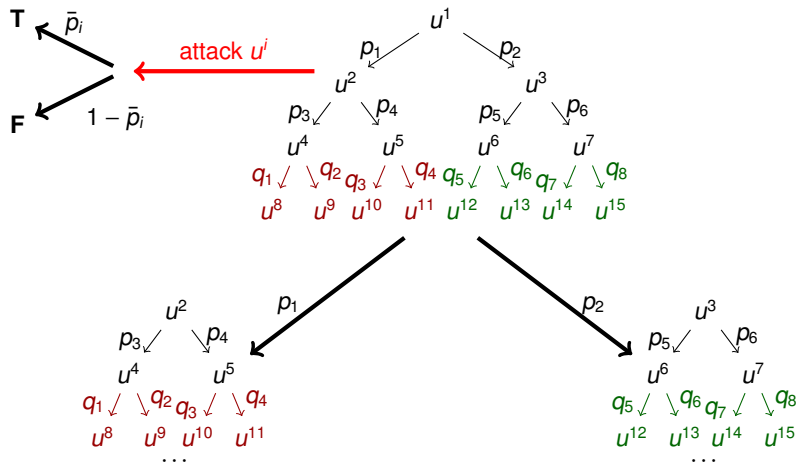 T p̄ᵢ u¹
attack uⁱ p₁ p₂
F 1 − p̄ᵢ u² u³
p₃ p₄ p₅ p₆
u⁴ u⁵ u⁶ u⁷
q₁ q₂ q₃ q₄ q₅ q₆ q₇ q₈
u⁸ u⁹ u¹⁰ u¹¹ u¹² u¹³ u¹⁴ u¹⁵
p₁ p₂
u² u³
p₃ p₄ p₅ p₆
u⁴ u⁵ u⁶ u⁷
q₁ q₂ q₃ q₄ q₅ q₆ q₇ q₈
u⁸ u⁹ u¹⁰ u¹¹ u¹² u¹³ u¹⁴ u¹⁵
... ...